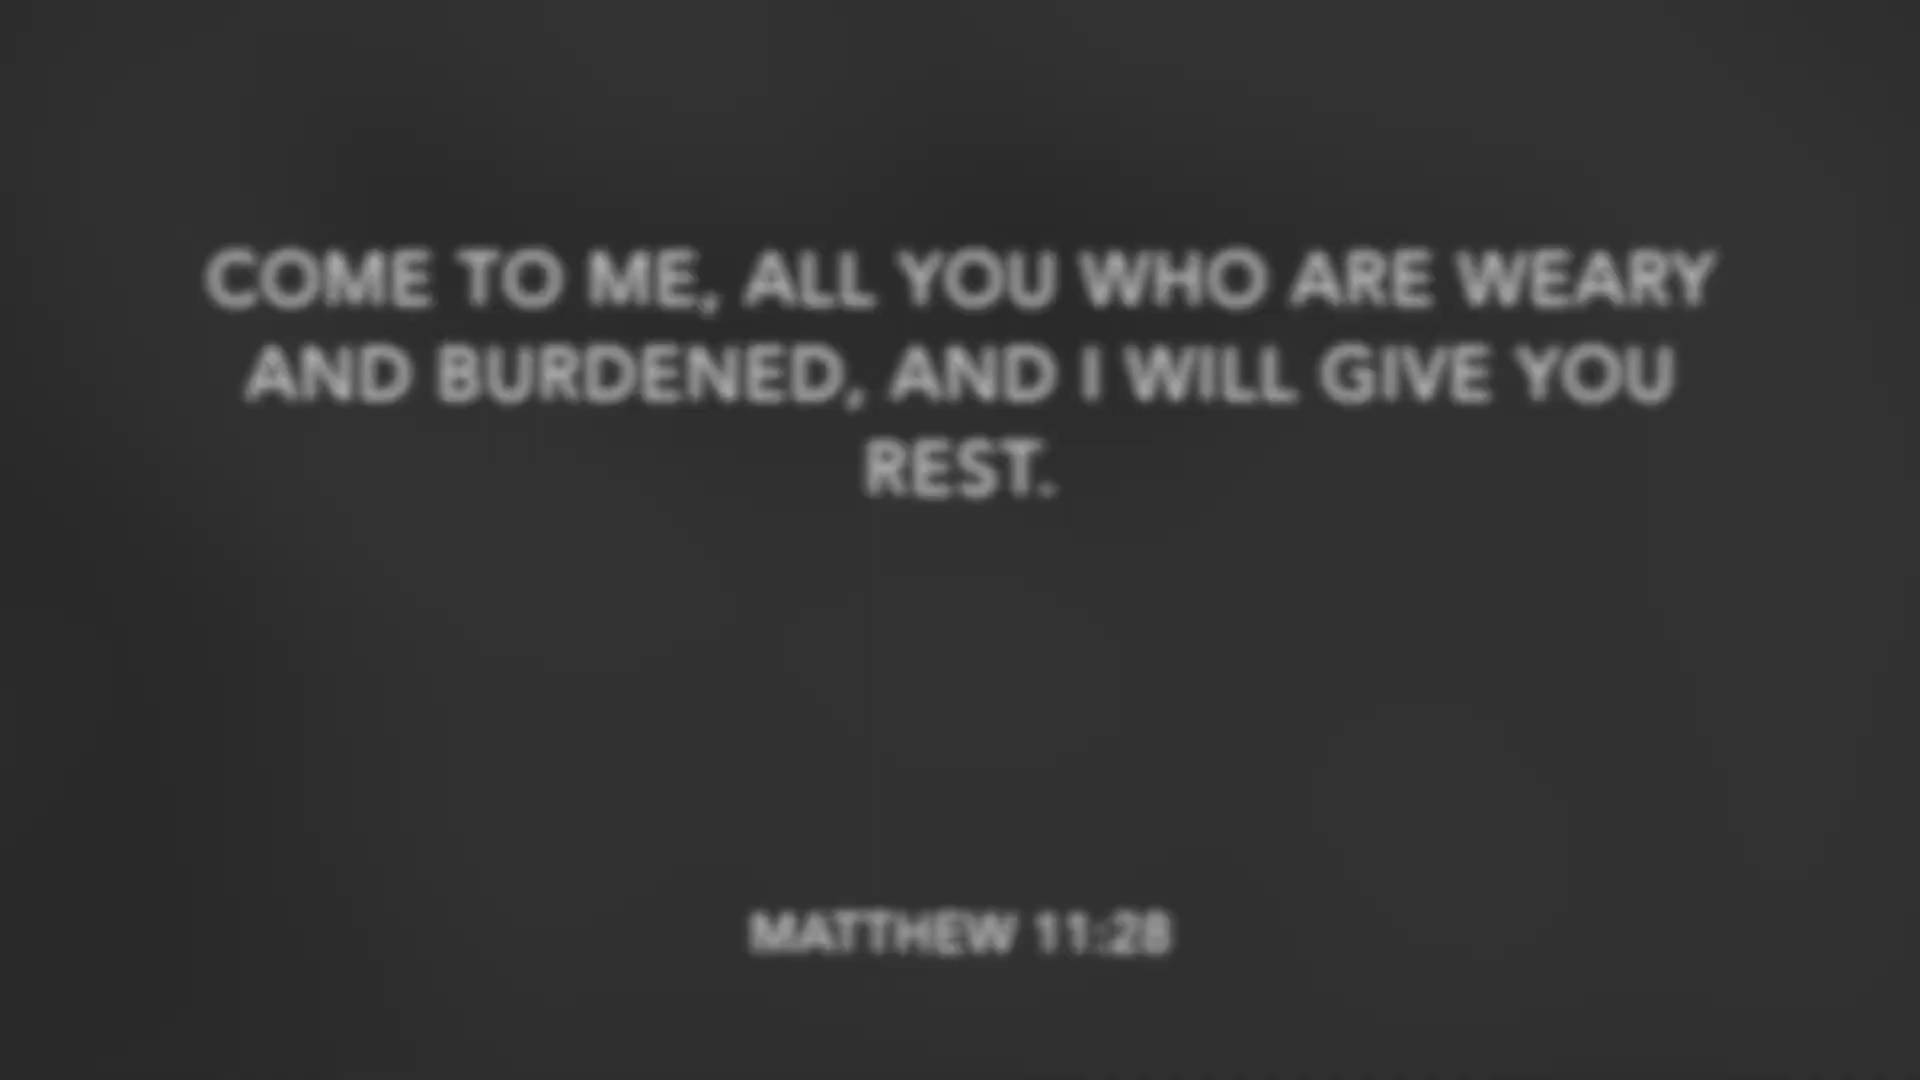 COME TO ME, ALL YOU WHO ARE WEARY
AND BURDENED, AND I WILL GIVE YOU
REST.
MATTHEW 11:28